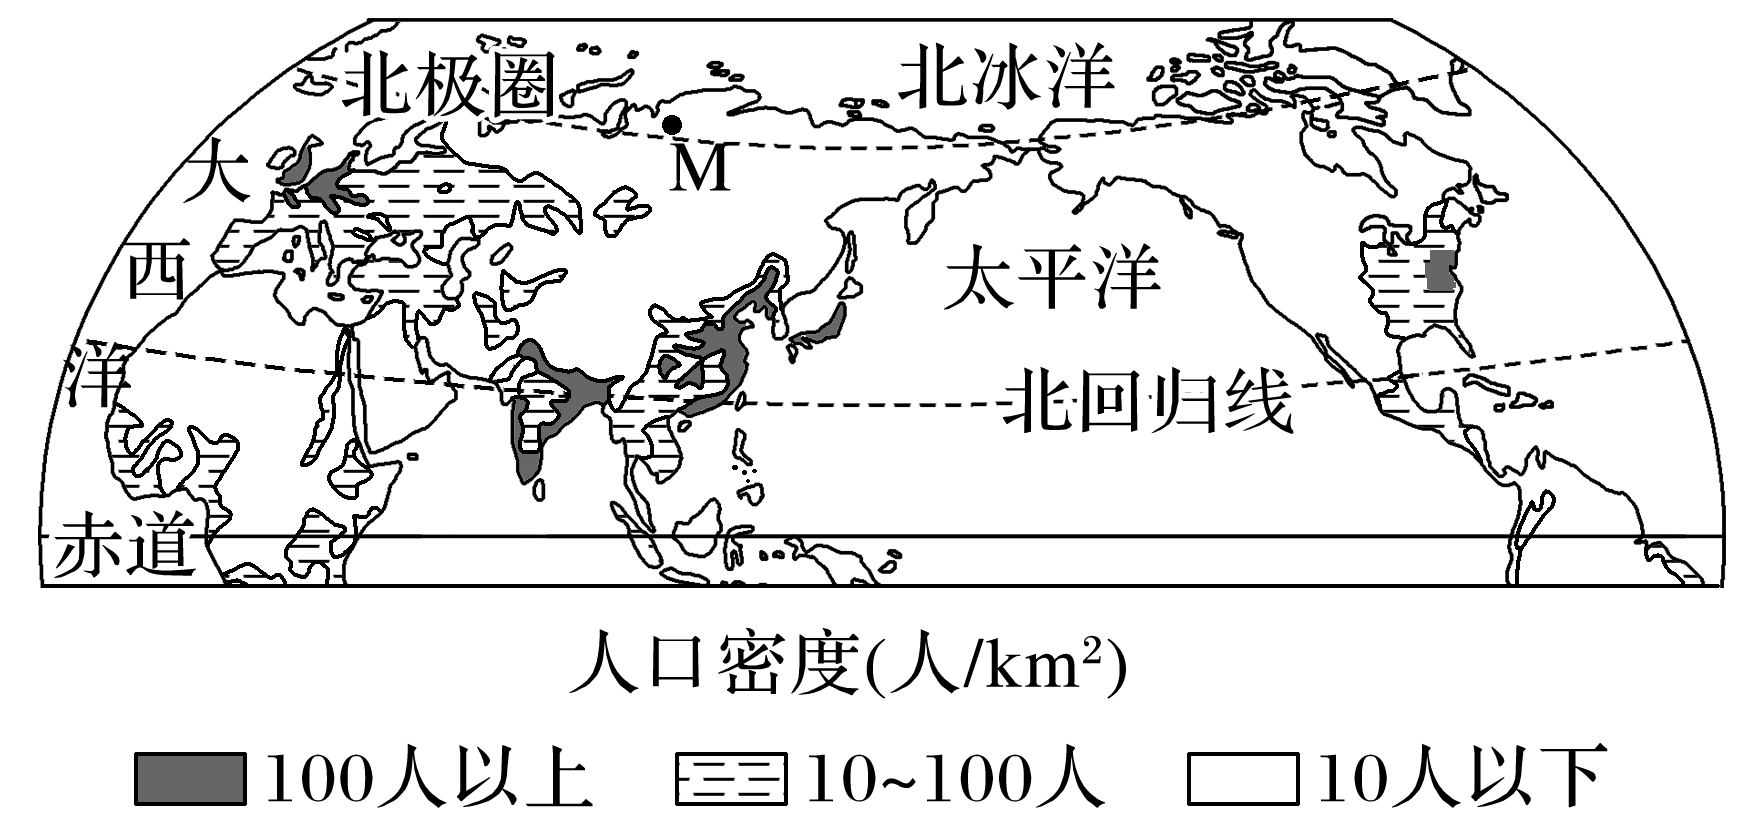 北极圈
北冰洋
大西洋
M
太平洋
北回归线
赤道
人口密度(人/km²)
100人以上
10~100人
10人以下